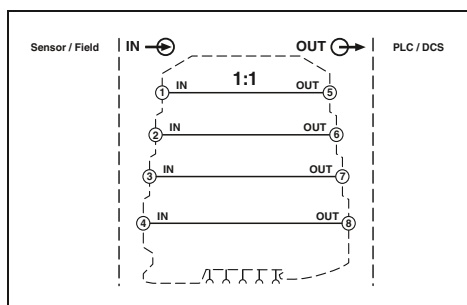 Sensor / Field IN OUT PLC / DCS
1:1
1 IN OUT 5
2 IN OUT 6
3 IN OUT 7
4 IN OUT 8